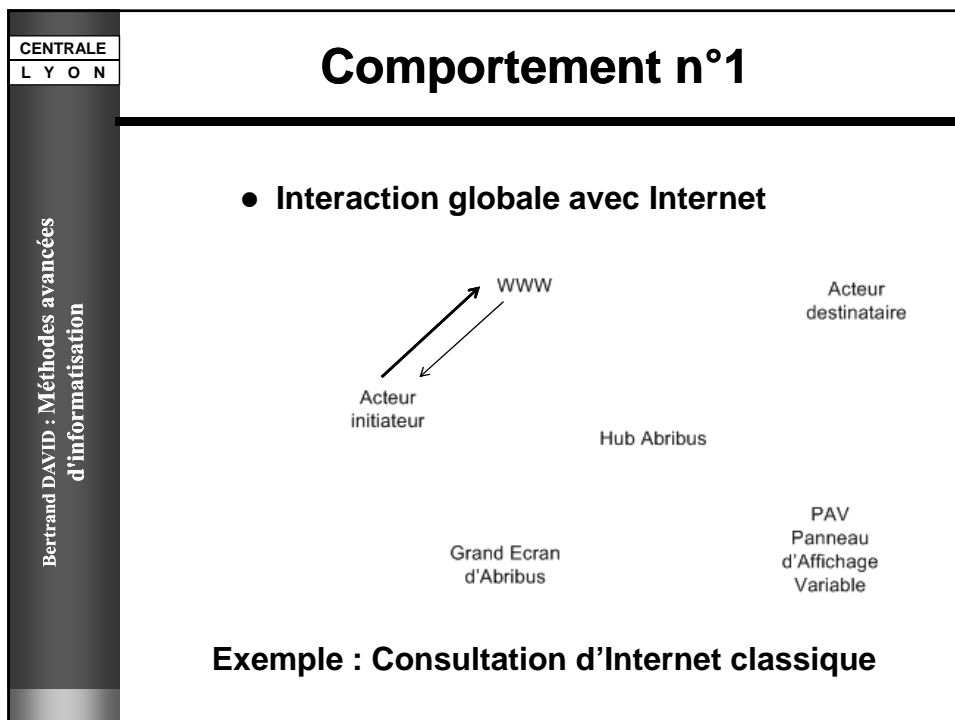 CENTRALE
L Y O N
Comportement n°1
Bertrand DAVID : Méthodes avancées
d'informatisation
● Interaction globale avec Internet
WWW
Acteur
destinataire
Acteur
initiateur
Hub Abribus
Grand Ecran
d'Abribus
PAV
Panneau
d'Affichage
Variable
Exemple : Consultation d’Internet classique